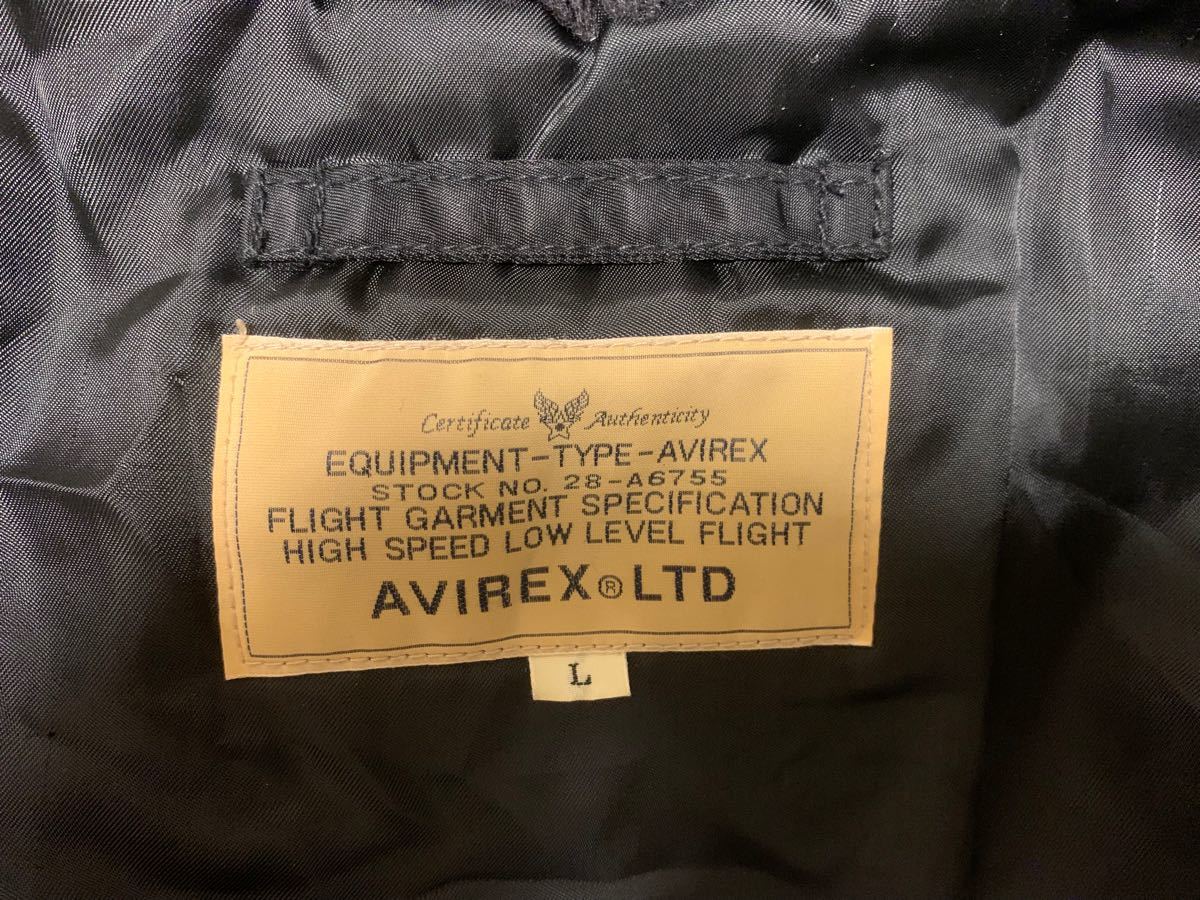 Certificate Authenticity
EQUIPMENT-TYPE-AVIREX
STOCK NO. 28-A6755
FLIGHT GARMENT SPECIFICATION
HIGH SPEED LOW LEVEL FLIGHT
AVIREX®LTD
L